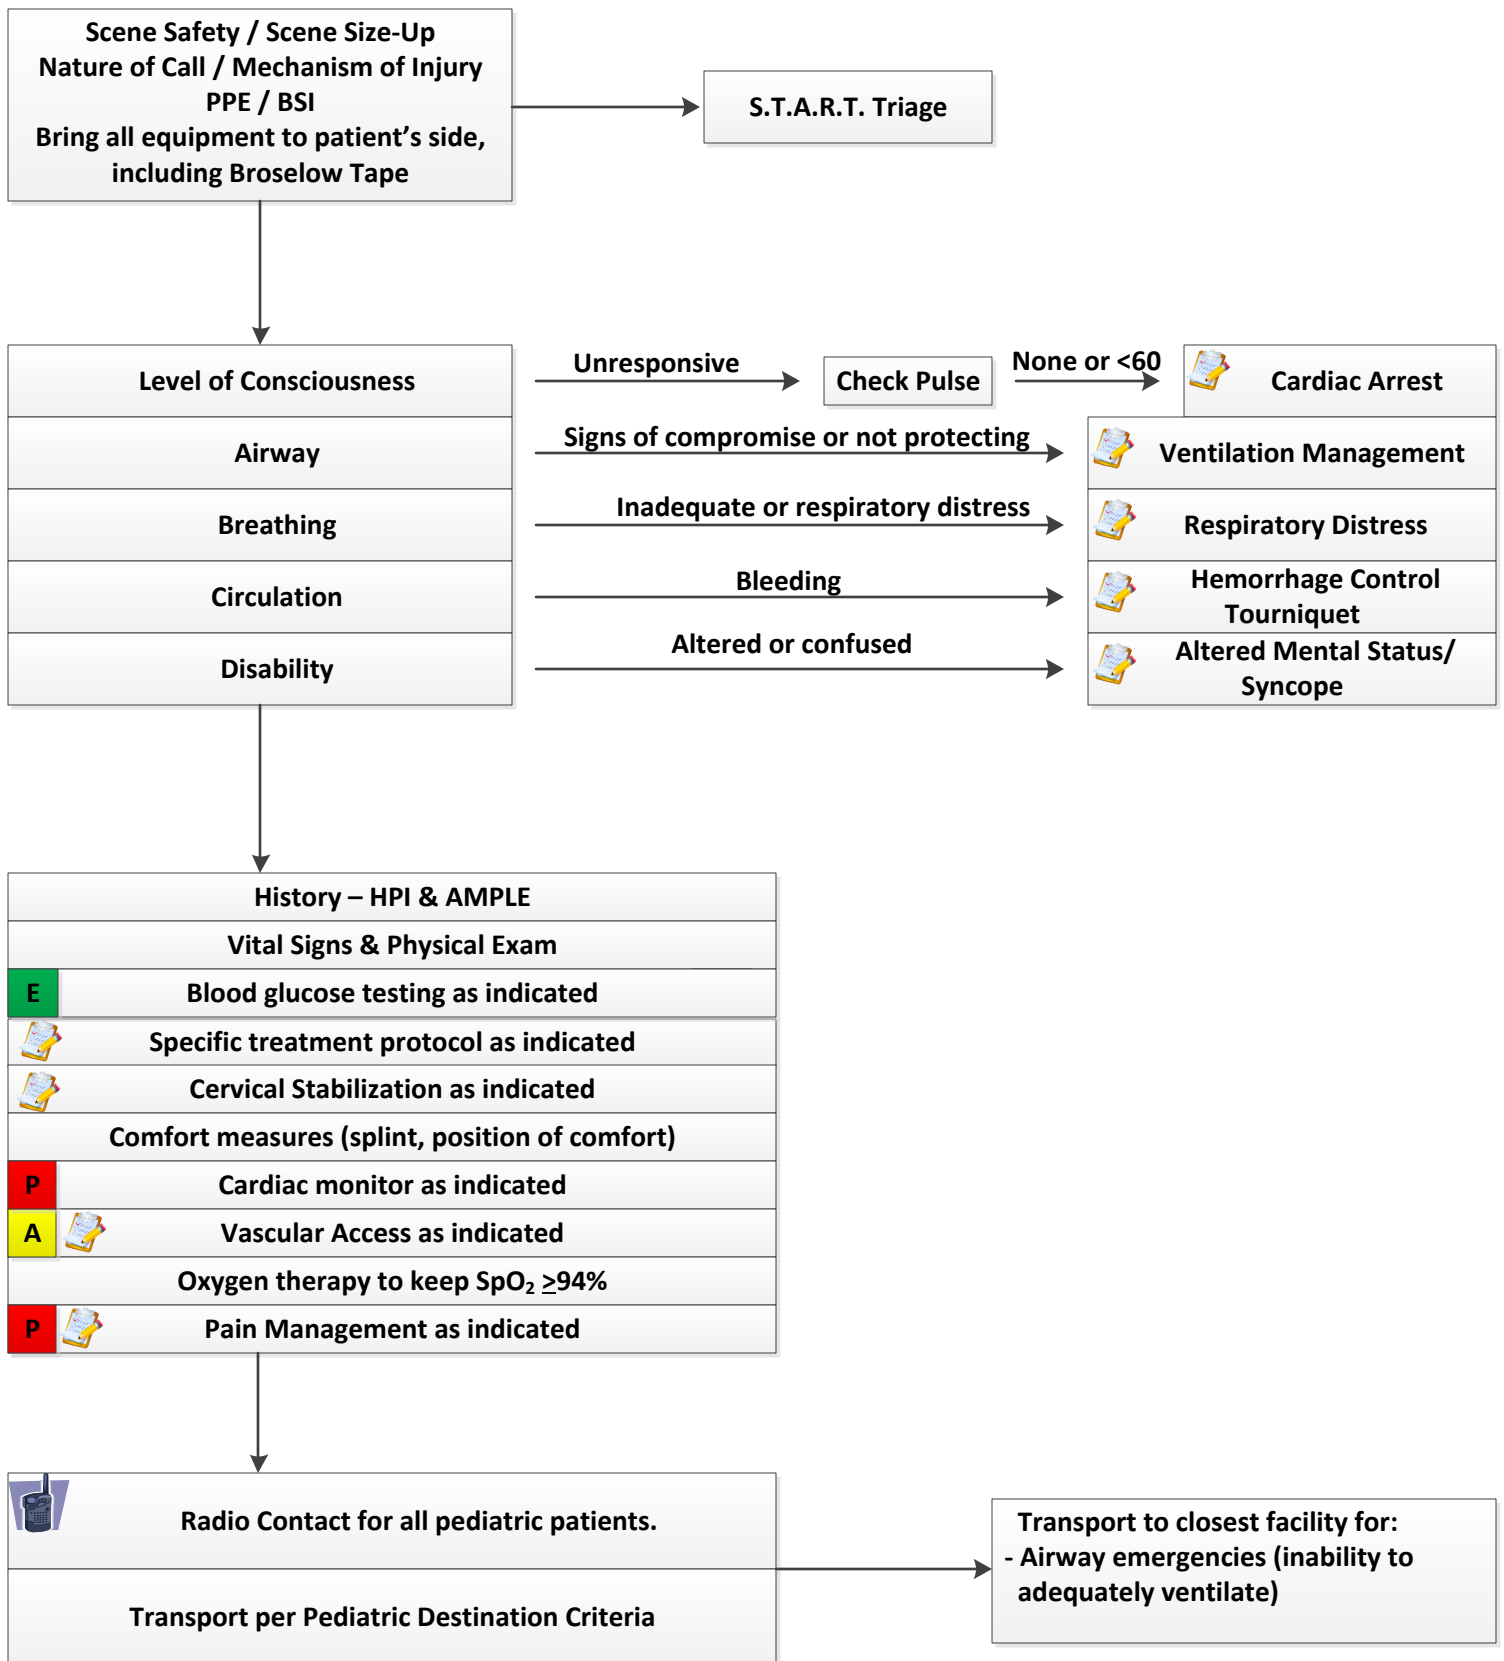 Scene Safety / Scene Size-Up
Nature of Call / Mechanism of Injury
PPE / BSI
Bring all equipment to patient's side,
including Broselow Tape
S.T.A.R.T. Triage
Level of Consciousness
Unresponsive
Check Pulse
None or <60
Cardiac Arrest
Airway
Signs of compromise or not protecting
Ventilation Management
Breathing
Inadequate or respiratory distress
Respiratory Distress
Circulation
Bleeding
Hemorrhage Control
Tourniquet
Disability
Altered or confused
Altered Mental Status/
Syncope
History – HPI & AMPLE
Vital Signs & Physical Exam
E Blood glucose testing as indicated
Specific treatment protocol as indicated
Cervical Stabilization as indicated
Comfort measures (splint, position of comfort)
P Cardiac monitor as indicated
A Vascular Access as indicated
Oxygen therapy to keep SpO₂ ≥94%
P Pain Management as indicated
Radio Contact for all pediatric patients.
Transport per Pediatric Destination Criteria
Transport to closest facility for:
- Airway emergencies (inability to
adequately ventilate)